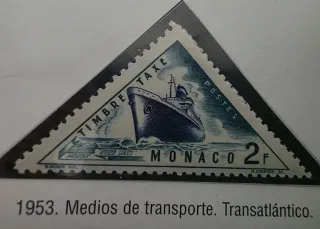 TIMBRE TAXE
POSTES
MONACO 2F
1953. Medios de transporte. Transatlántico.